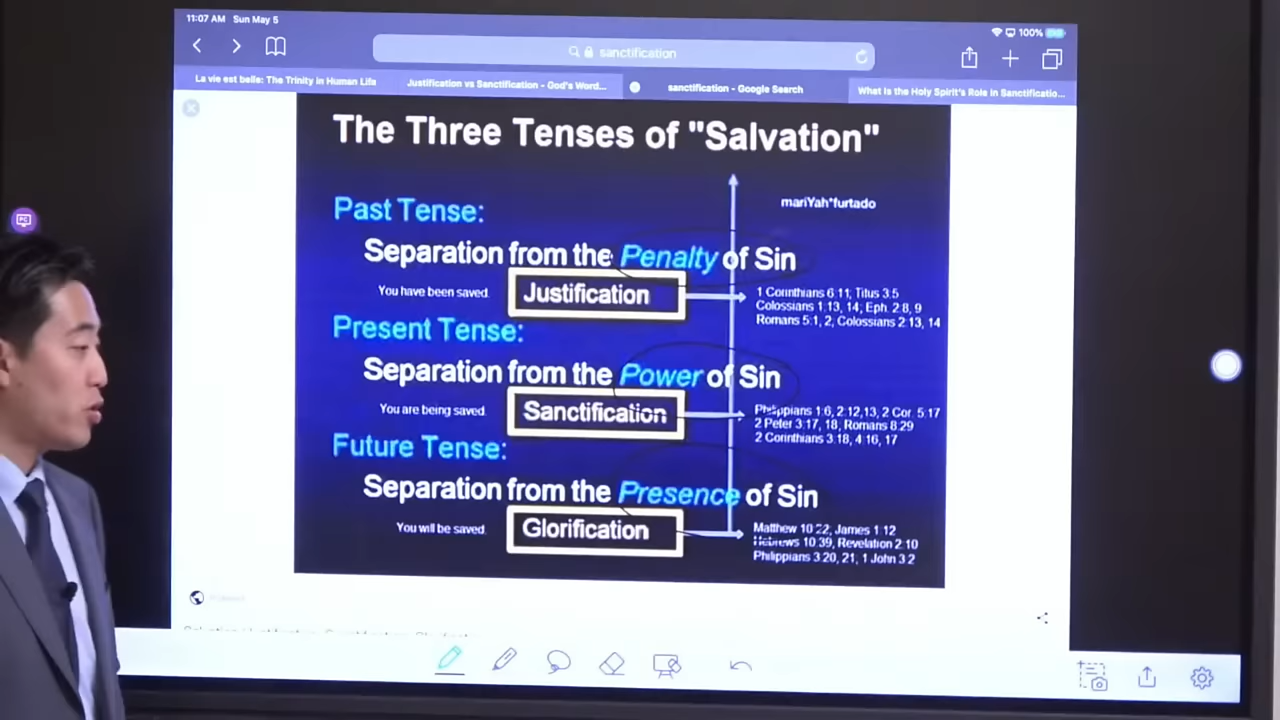 11:07 AM Sun May 5
100%
sanctification
La vie est belle: The Trinity in Human Life
Justification vs Sanctification - God's Word...
sanctification - Google Search
What Is the Holy Spirit's Role in Sanctificatio...
The Three Tenses of "Salvation"
mariYah*furtado
Past Tense:
Separation from the Penalty of Sin
You have been saved.
Justification
1 Corinthians 6:11; Titus 3:5
Colossians 1:13, 14; Eph. 2:8, 9
Romans 5:1, 2, Colossians 2:13, 14
Present Tense:
Separation from the Power of Sin
You are being saved.
Sanctification
Philippians 1:6, 2:12,13, 2 Cor. 5:17
2 Peter 3:17, 18, Romans 8:29
2 Corinthians 3:18, 4:16, 17
Future Tense:
Separation from the Presence of Sin
You will be saved.
Glorification
Matthew 10:22, James 1:12
Hebrews 10:39, Revelation 2:10
Philippians 3:20, 21, 1 John 3:2
PC